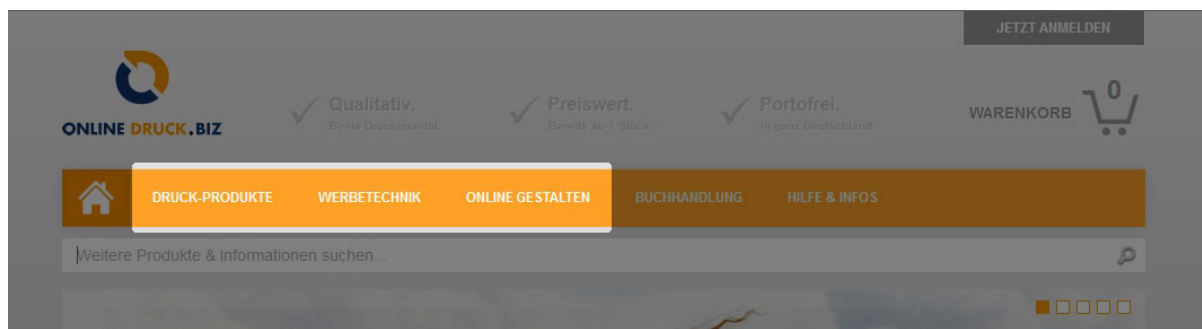 JETZT ANMELDEN
ONLINE DRUCK.BIZ
Qualitativ.
Beste Druckqualität.
Preiswert.
Bereits ab 1 Stück.
Portofrei.
In ganz Deutschland
WARENKORB 0
DRUCK-PRODUKTE WERBETECHNIK ONLINE GESTALTEN BUCHHANDLUNG HILFE & INFOS
Weitere Produkte & Informationen suchen...